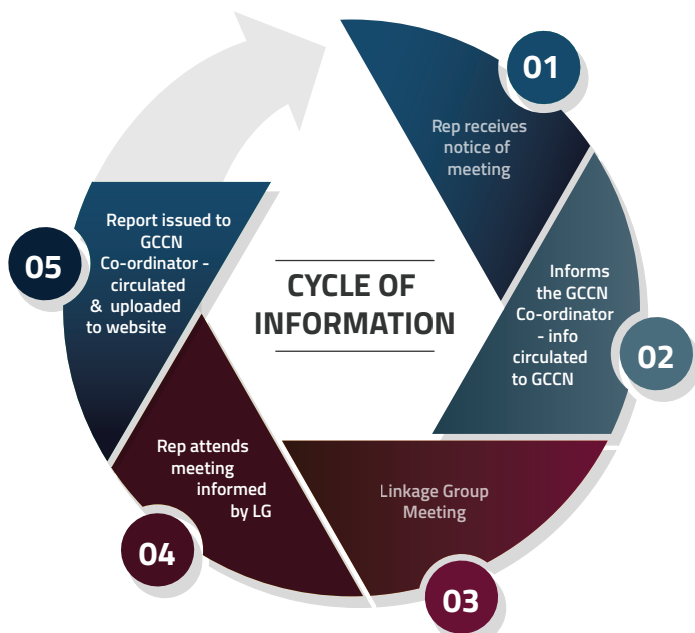 01
Rep receives
notice of
meeting
02
Informs
the GCCN
Co-ordinator
- info
circulated
to GCCN
03
Linkage Group
Meeting
04
Rep attends
meeting
informed
by LG
05
Report issued to
GCCN
Co-ordinator -
circulated
& uploaded
to website
CYCLE OF
INFORMATION